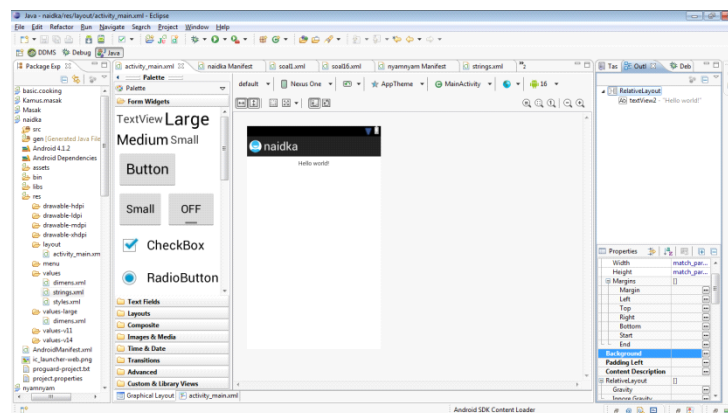 Java - naidka/res/layout/activity_main.xml - Eclipse
File Edit Refactor Run Navigate Search Project Window Help
DDMS Debug Java
Package Exp
activity_main.xml naidka Manifest soal1.xml soal16.xml nyamnyam Manifest strings.xml
Tas Outl Deb
Palette
Palette
default Nexus One AppTheme MainActivity 16
Form Widgets
TextView Large
Medium Small
Button
Small OFF
CheckBox
RadioButton
Text Fields
Layouts
Composite
Images & Media
Time & Date
Transitions
Advanced
Custom & Library Views
Graphical Layout activity_main.xml
basic.cooking
Kamus.masak
Masak
naidka
src
gen [Generated Java File
Android 4.1.2
Android Dependencies
assets
bin
libs
res
drawable-hdpi
drawable-ldpi
drawable-mdpi
drawable-xhdpi
layout
activity_main.xm
menu
values
dimens.xml
strings.xml
styles.xml
values-large
dimens.xml
values-v11
values-v14
AndroidManifest.xml
ic_launcher-web.png
proguard-project.txt
project.properties
nyamnyam
naidka
Hello world!
RelativeLayout
Ab textView2 - "Hello world!"
Properties
Width match_par...
Height match_par...
Margins []
Margin
Left
Top
Right
Bottom
Start
End
Background
Padding Left
Content Description
RelativeLayout []
Gravity
Ignore Gravity
Android SDK Content Loader